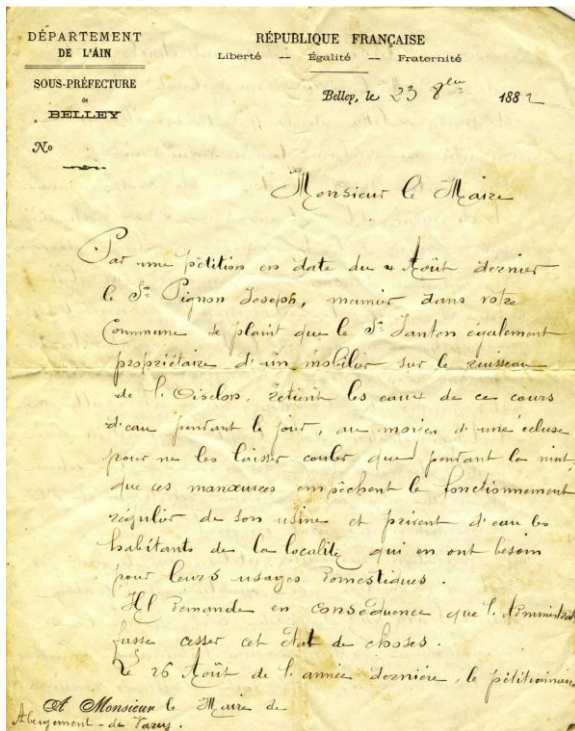 DÉPARTEMENT
DE L'AIN
SOUS-PRÉFECTURE
de
BELLEY
No
RÉPUBLIQUE FRANÇAISE
Liberté — Égalité — Fraternité
Belley, le 23 8bre 1882
Monsieur le Maire
Par une pétition en date du 4 Août dernier
le Sr Pignon Joseph, meunier dans votre
Commune se plaint que le Sr Tanton également
propriétaire d'un mobilier sur le ruisseau
de l'Oiselon, retient les eaux de ce cours
d'eau pendant le jour, au moyen d'une écluse
pour ne les laisser couler que pendant la nuit,
que ces manœuvres empêchent le fonctionnement
régulier de son usine et privent d'eau les
habitants de la localité qui en ont besoin
pour leurs usages domestiques.
Il demande en conséquence que l'Administrat
fasse cesser cet état de choses.
Le 26 Août de l'année dernière, le pétitionnaire
A Monsieur le Maire de
Abergement-de-Varey.